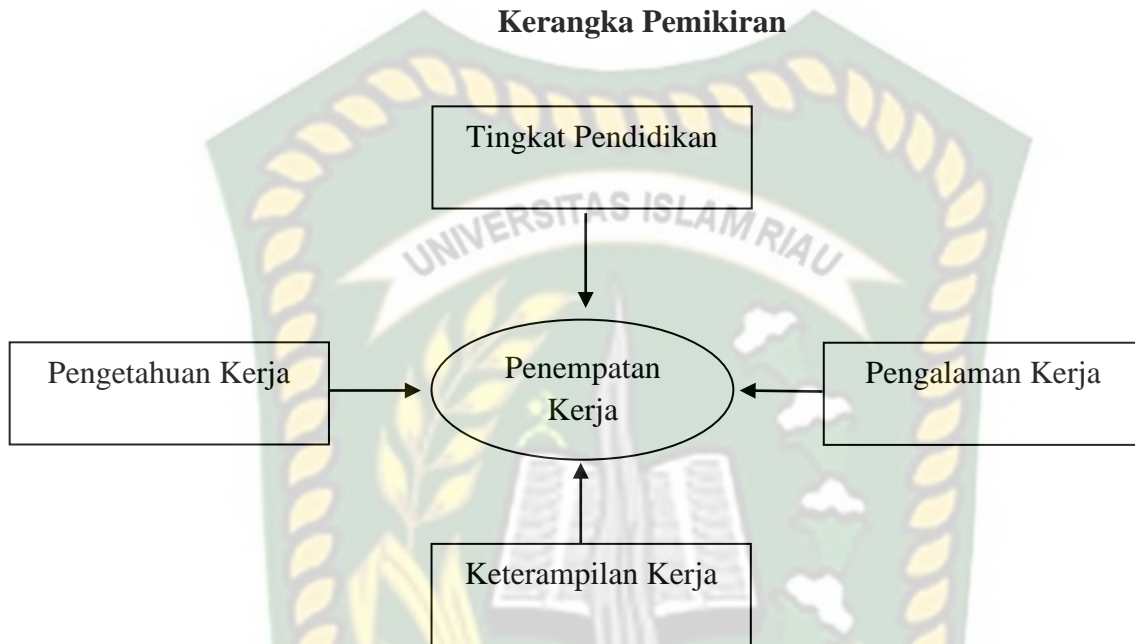 Kerangka Pemikiran
Tingkat Pendidikan
UNIVERSITAS ISLAM RIAU
Pengetahuan Kerja
Penempatan
Kerja
Pengalaman Kerja
Keterampilan Kerja